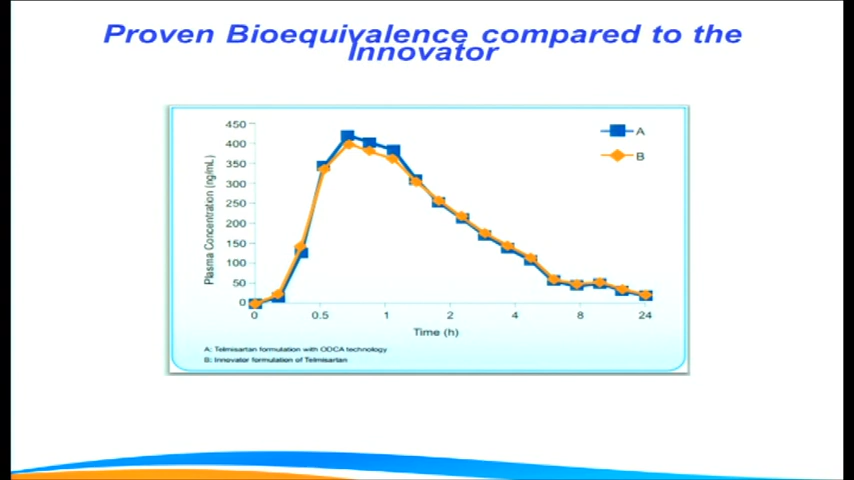 Proven Bioequivalence compared to the
Innovator
450
400
350
300
250
200
150
100
50
0
Plasma Concentration (ng/mL)
A
B
0 0.5 1 2 4 8 24
Time (h)
A: Telmisartan formulation with ODCA technology
B: Innovator formulation of Telmisartan